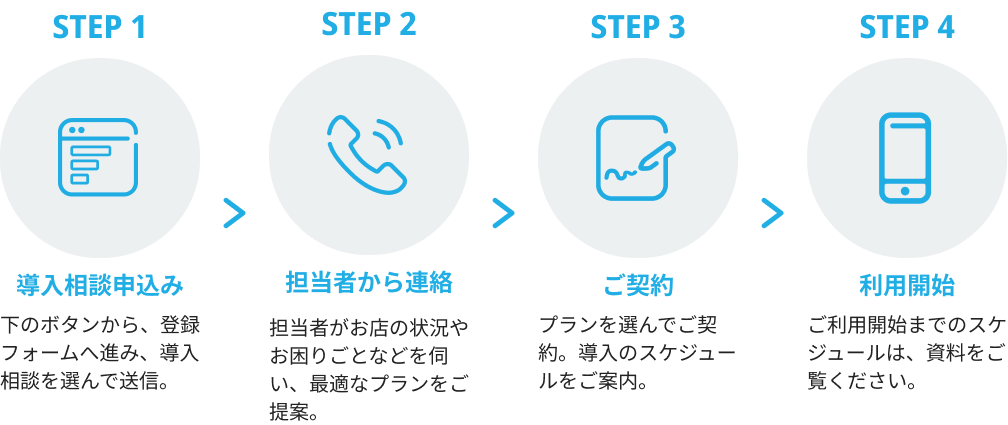 STEP 1
導入相談申込み
下のボタンから、登録
フォームへ進み、導入
相談を選んで送信。
STEP 2
担当者から連絡
担当者がお店の状況や
お困りごとなどを伺
い、最適なプランをご
提案。
STEP 3
ご契約
プランを選んでご契
約。導入のスケジュー
ルをご案内。
STEP 4
利用開始
ご利用開始までのスケ
ジュールは、資料をご
覧ください。